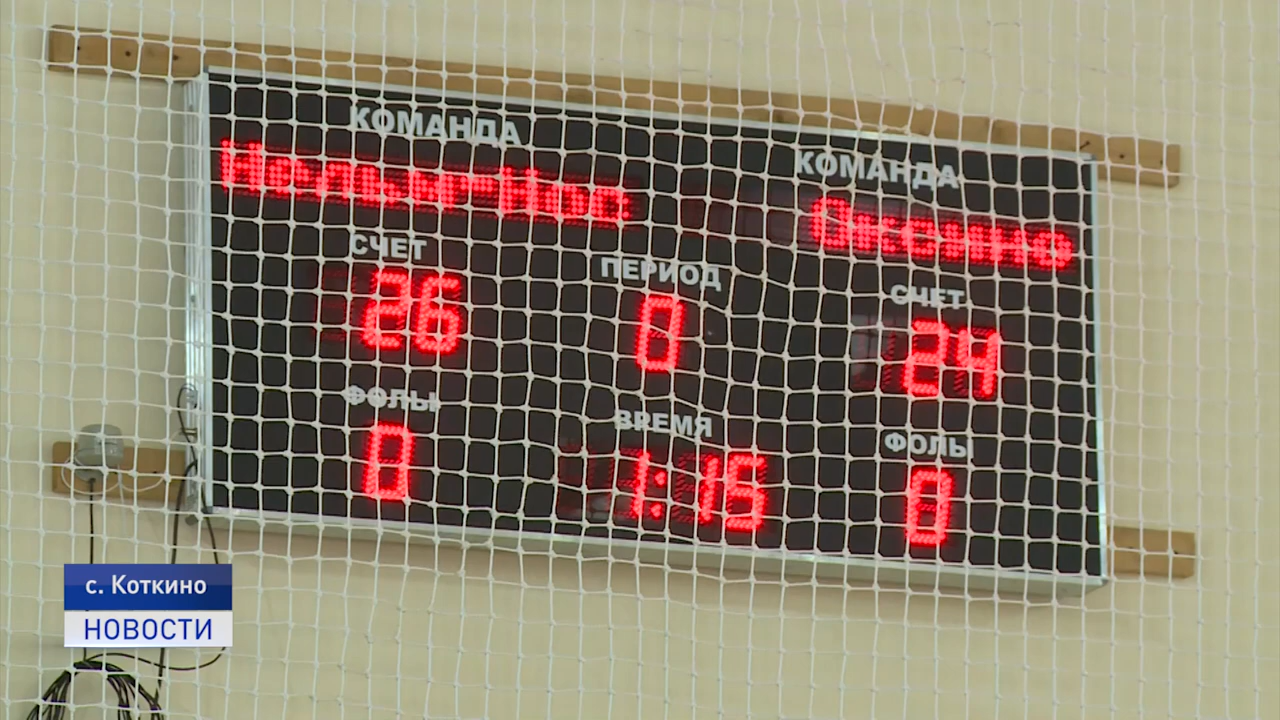 КОМАНДА
КОМАНДА
Оксино
СЧЕТ
ПЕРИОД
СЧЕТ
26
0
24
ФОЛЫ
ВРЕМЯ
ФОЛЫ
0
1:15
0
с. Коткино
НОВОСТИ